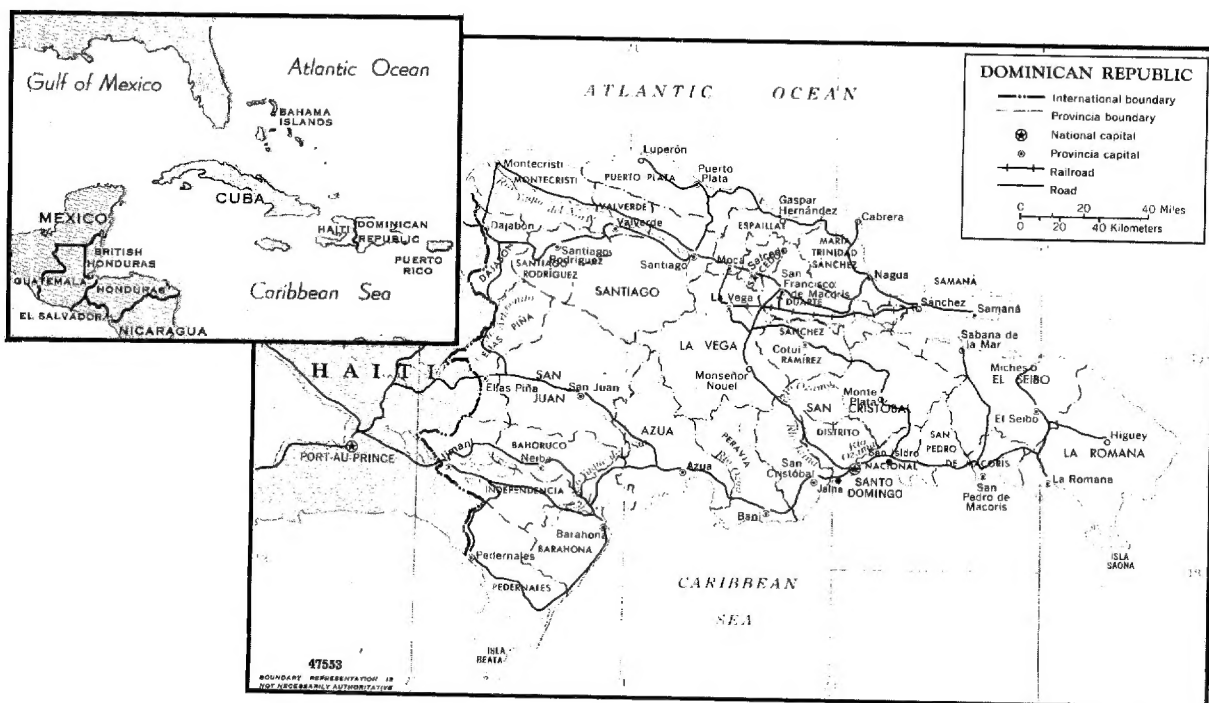 Gulf of Mexico
Atlantic Ocean
BAHAMA
ISLANDS
CUBA
MEXICO
HAITI
DOMINICAN
REPUBLIC
PUERTO
RICO
BRITISH
HONDURAS
GUATEMALA
HONDURAS
EL SALVADOR
NICARAGUA
Caribbean Sea
DOMINICAN REPUBLIC
International boundary
Provincia boundary
National capital
Provincia capital
Railroad
Road
0 20 40 Miles
0 20 40 Kilometers
ATLANTIC OCEAN
Luperón
Montecristi
MONTECRISTI
PUERTO PLATA
Puerto
Plata
VALVERDE
Valverde
Gaspar
Hernández
Cabrera
ESPAILLAT
Dajabón
DAJABON
Santiago
Rodríguez
SANTIAGO
RODRÍGUEZ
Santiago
Moca
Salcedo
SALCEDO
MARÍA
TRINIDAD
SÁNCHEZ
SANTIAGO
San
Francisco
de Macorís
Nagua
SAMANÁ
La Vega
DUARTE
Sánchez
Samaná
ELIAS PIÑA
LA VEGA
SÁNCHEZ
RAMÍREZ
Cotuí
Sabana de
la Mar
Miches
EL SEIBO
HAITI
SAN
JUAN
Elías Piña
San Juan
Monseñor
Nouel
Monte
Plata
SAN CRISTOBAL
El Seibo
Higuey
LA ROMANA
PORT-AU-PRINCE
Jimaní
BAHORUCO
Neiba
AZUA
PERAVIA
DISTRITO
NACIONAL
SAN
PEDRO
DE MACORIS
San Isidro
INDEPENDENCIA
Azua
San
Cristóbal
Jaina
SANTO
DOMINGO
San
Pedro de
Macorís
La Romana
Baní
Barahona
BARAHONA
Pedernales
PEDERNALES
CARIBBEAN
SEA
ISLA
SAONA
ISLA
BEATA
47553
BOUNDARY REPRESENTATION IS
NOT NECESSARILY AUTHORITATIVE